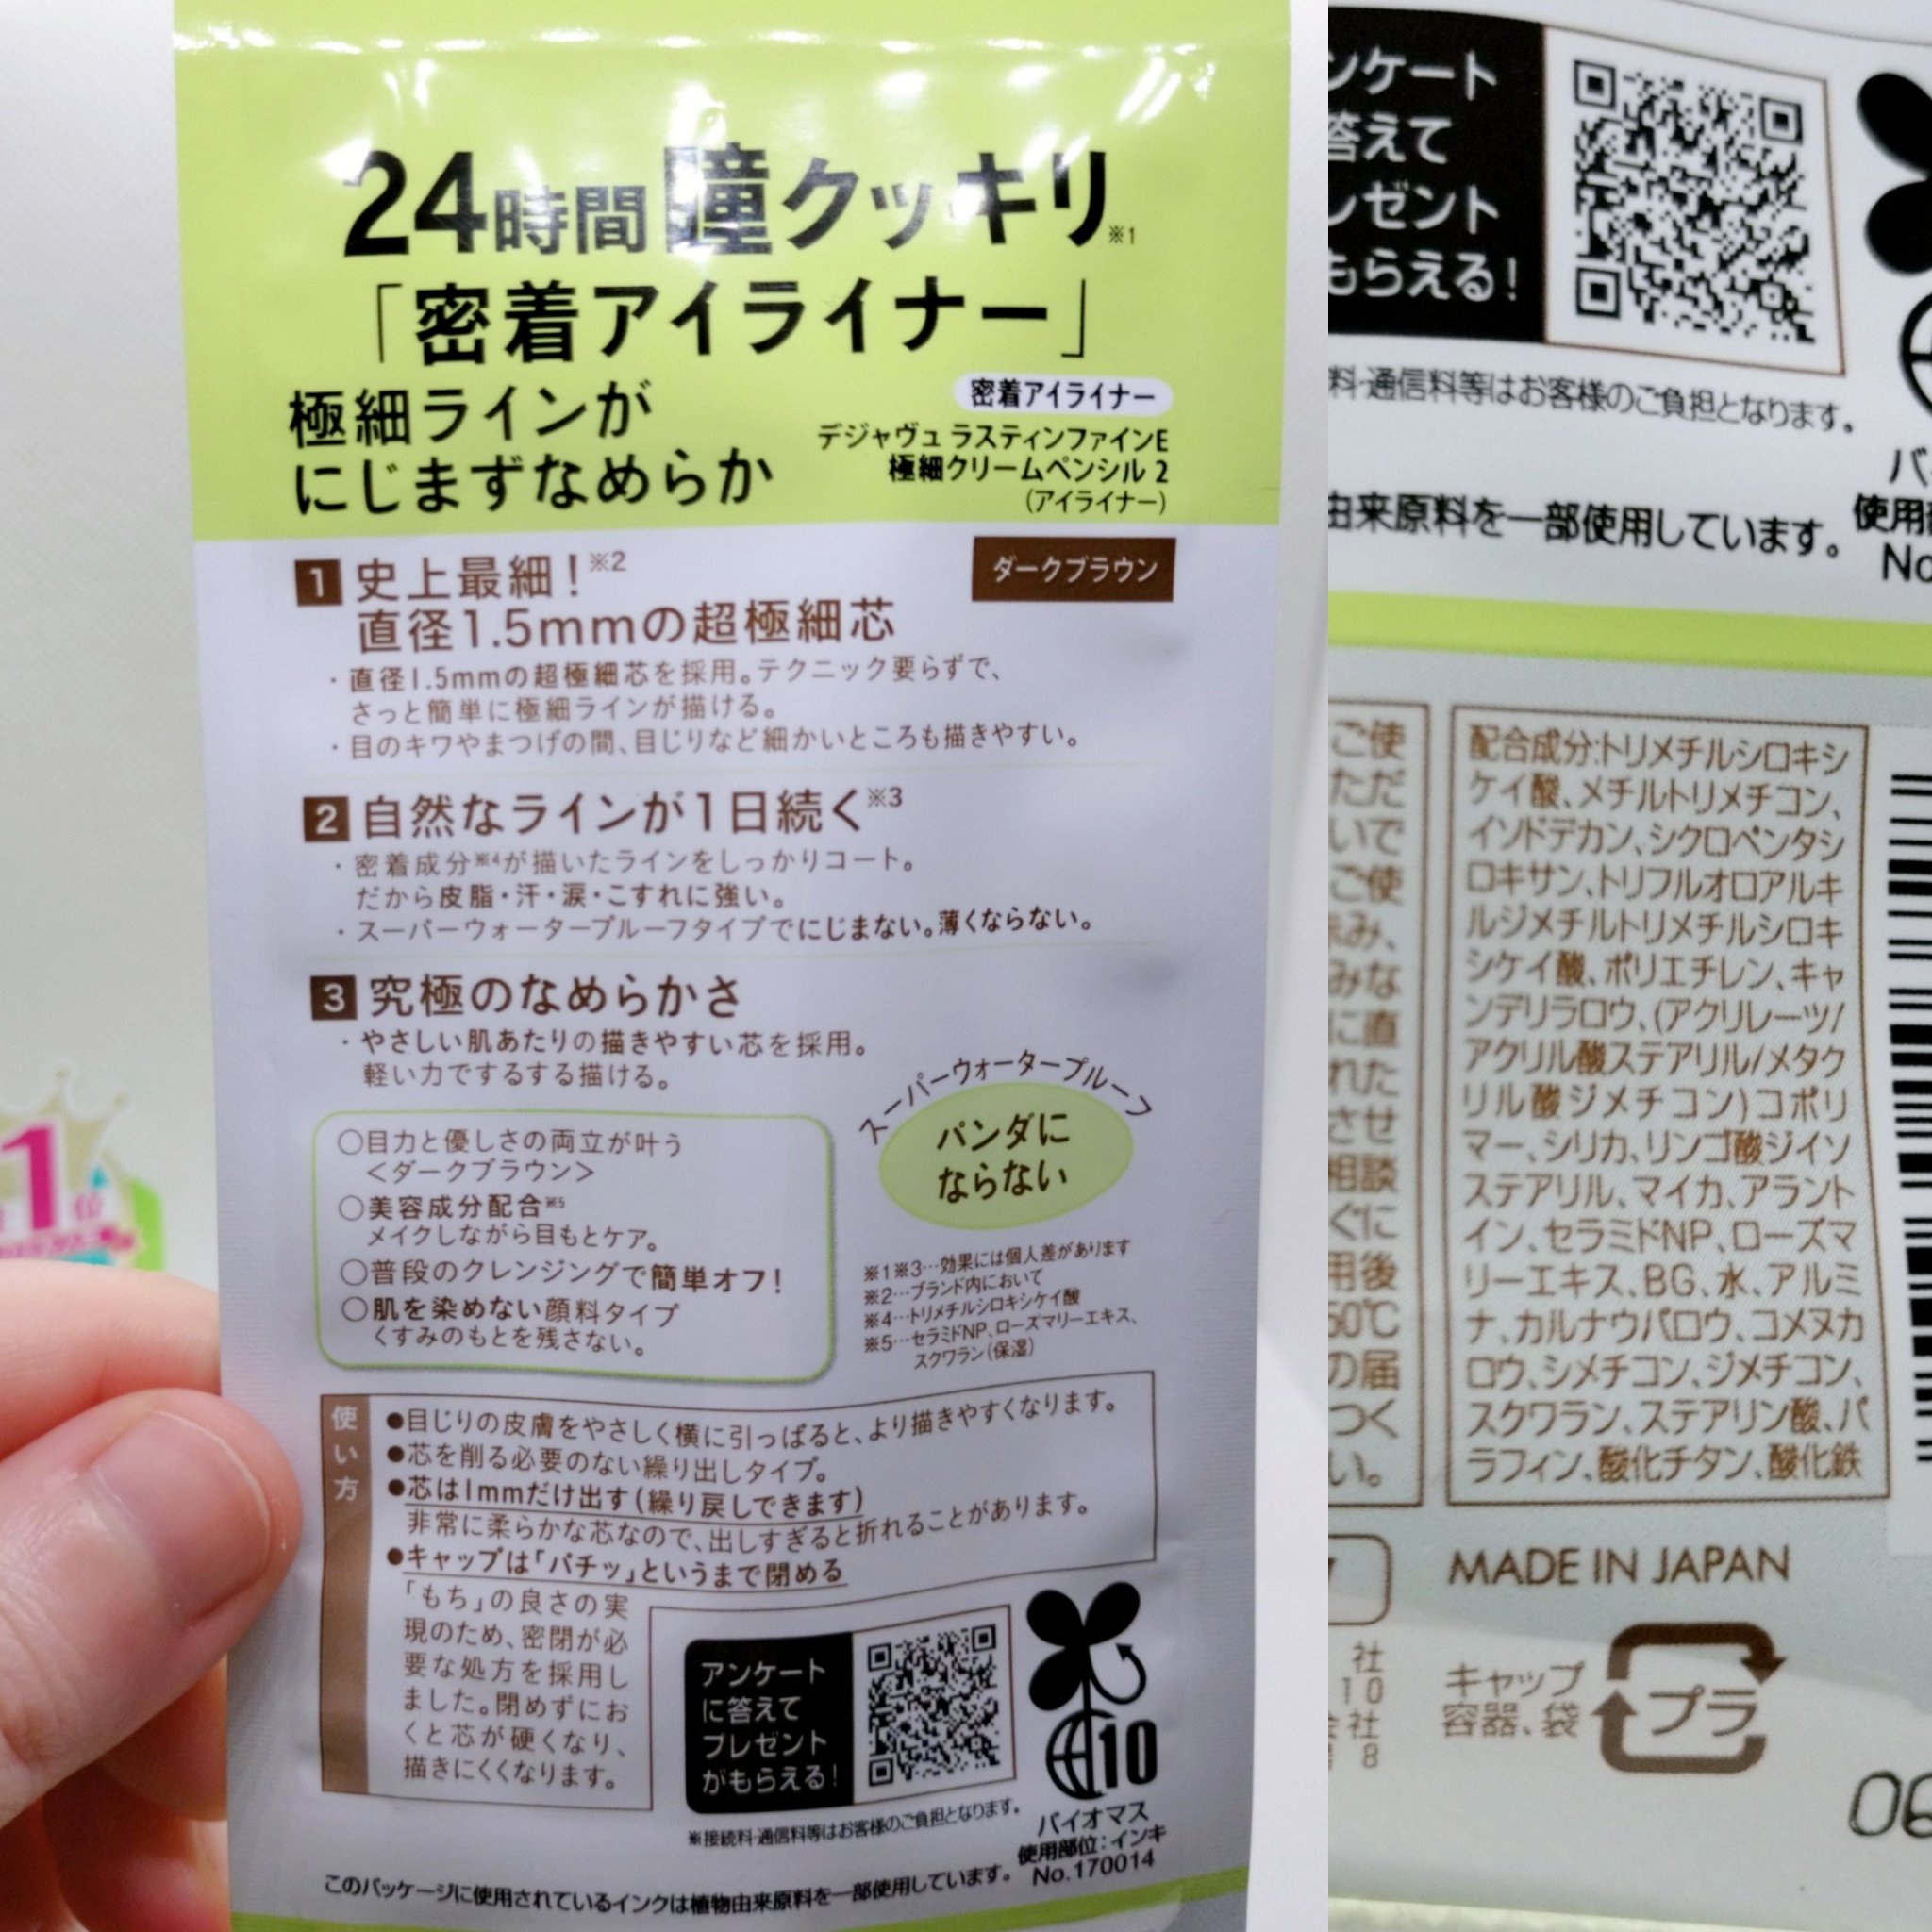 24時間瞳クッキリ※1
「密着アイライナー」
極細ラインが
にじまずなめらか
密着アイライナー
デジャヴュ ラスティンファインE
極細クリームペンシル 2
(アイライナー)
ダークブラウン
1 史上最細!※2
直径1.5mmの超極細芯
・直径1.5mmの超極細芯を採用。テクニック要らずで、
さっと簡単に極細ラインが描ける。
・目のキワやまつげの間、目じりなど細かいところも描きやすい。
2 自然なラインが1日続く※3
・密着成分※4が描いたラインをしっかりコート。
だから皮脂・汗・涙・こすれに強い。
・スーパーウォータープルーフタイプでにじまない。薄くならない。
3 究極のなめらかさ
・やさしい肌あたりの描きやすい芯を採用。
軽い力でするする描ける。
○目力と優しさの両立が叶う
<ダークブラウン>
○美容成分配合※5
メイクしながら目もとケア。
○普段のクレンジングで簡単オフ!
○肌を染めない顔料タイプ
くすみのもとを残さない。
スーパーウォータープルーフ
パンダに
ならない
※1※3…効果には個人差があります
※2…ブランド内において
※4…トリメチルシロキシケイ酸
※5…セラミドNP、ローズマリーエキス、
スクワラン(保湿)
使い方
●目じりの皮膚をやさしく横に引っぱると、より描きやすくなります。
●芯を削る必要のない繰り出しタイプ。
●芯は1mmだけ出す(繰り戻しできます)
非常に柔らかな芯なので、出しすぎると折れることがあります。
●キャップは「パチッ」というまで閉める
「もち」の良さの実
現のため、密閉が必
要な処方を採用し
ました。閉めずにお
くと芯が硬くなり、
描きにくくなります。
アンケート
に答えて
プレゼント
がもらえる!
※接続料・通信料等はお客様のご負担となります。
10
バイオマス
使用部位：インキ
No.170014
このパッケージに使用されているインクは植物由来原料を一部使用しています。
1位
ンケート
答えて
レゼント
もらえる!
料・通信料等はお客様のご負担となります。
由来原料を一部使用しています。
バ
使用
No
ご使
ただ
いで
ご使
み、
みな
に直
れた
させ
相談
ぐに
用後
50℃
の届
つく
い。
配合成分:トリメチルシロキシ
ケイ酸、メチルトリメチコン、
イソドデカン、シクロペンタシ
ロキサン、トリフルオロアルキ
ルジメチルトリメチルシロキ
シケイ酸、ポリエチレン、キャ
ンデリラロウ、(アクリレーツ/
アクリル酸ステアリル/メタク
リル酸ジメチコン)コポリ
マー、シリカ、リンゴ酸ジイソ
ステアリル、マイカ、アラント
イン、セラミドNP、ローズマ
リーエキス、BG、水、アルミ
ナ、カルナウバロウ、コメヌカ
ロウ、シメチコン、ジメチコン、
スクワラン、ステアリン酸、パ
ラフィン、酸化チタン、酸化鉄
MADE IN JAPAN
社
10
社
8
キャップ
容器、袋
プラ